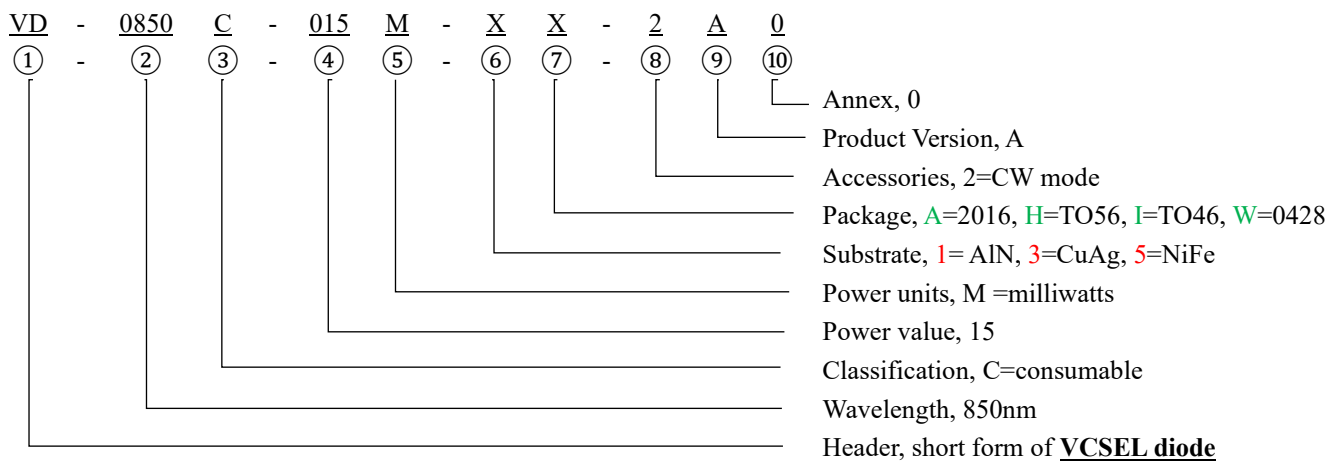 VD - 0850 C - 015 M - X X - 2 A 0
① - ② ③ - ④ ⑤ - ⑥ ⑦ - ⑧ ⑨ ⑩
Annex, 0
Product Version, A
Accessories, 2=CW mode
Package, A=2016, H=TO56, I=TO46, W=0428
Substrate, 1= AlN, 3=CuAg, 5=NiFe
Power units, M =milliwatts
Power value, 15
Classification, C=consumable
Wavelength, 850nm
Header, short form of VCSEL diode